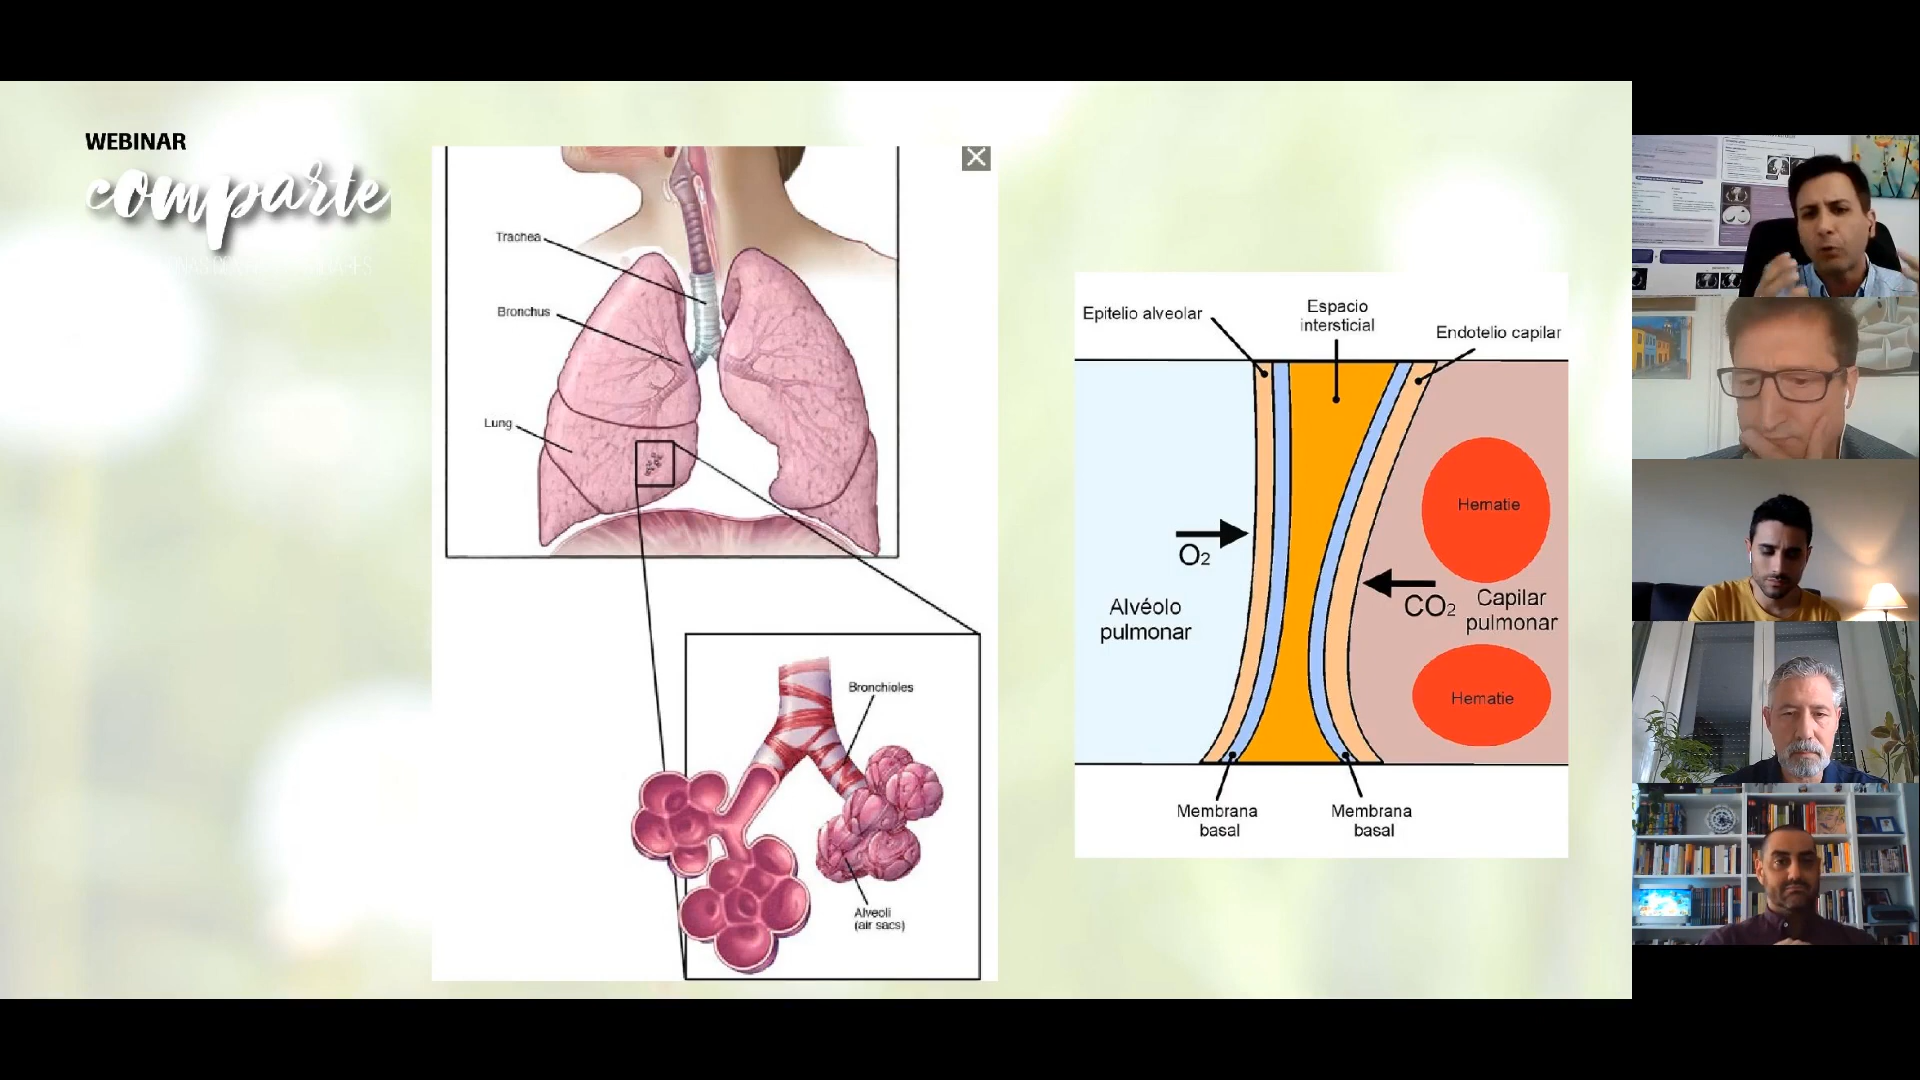 WEBINAR
comparte
Trachea
Bronchus
Lung
Bronchioles
Alveoli
(air sacs)
Epitelio alveolar
Espacio
intersticial
Endotelio capilar
O2
Alvéolo
pulmonar
Hematie
CO2
Capilar
pulmonar
Hematie
Membrana
basal
Membrana
basal